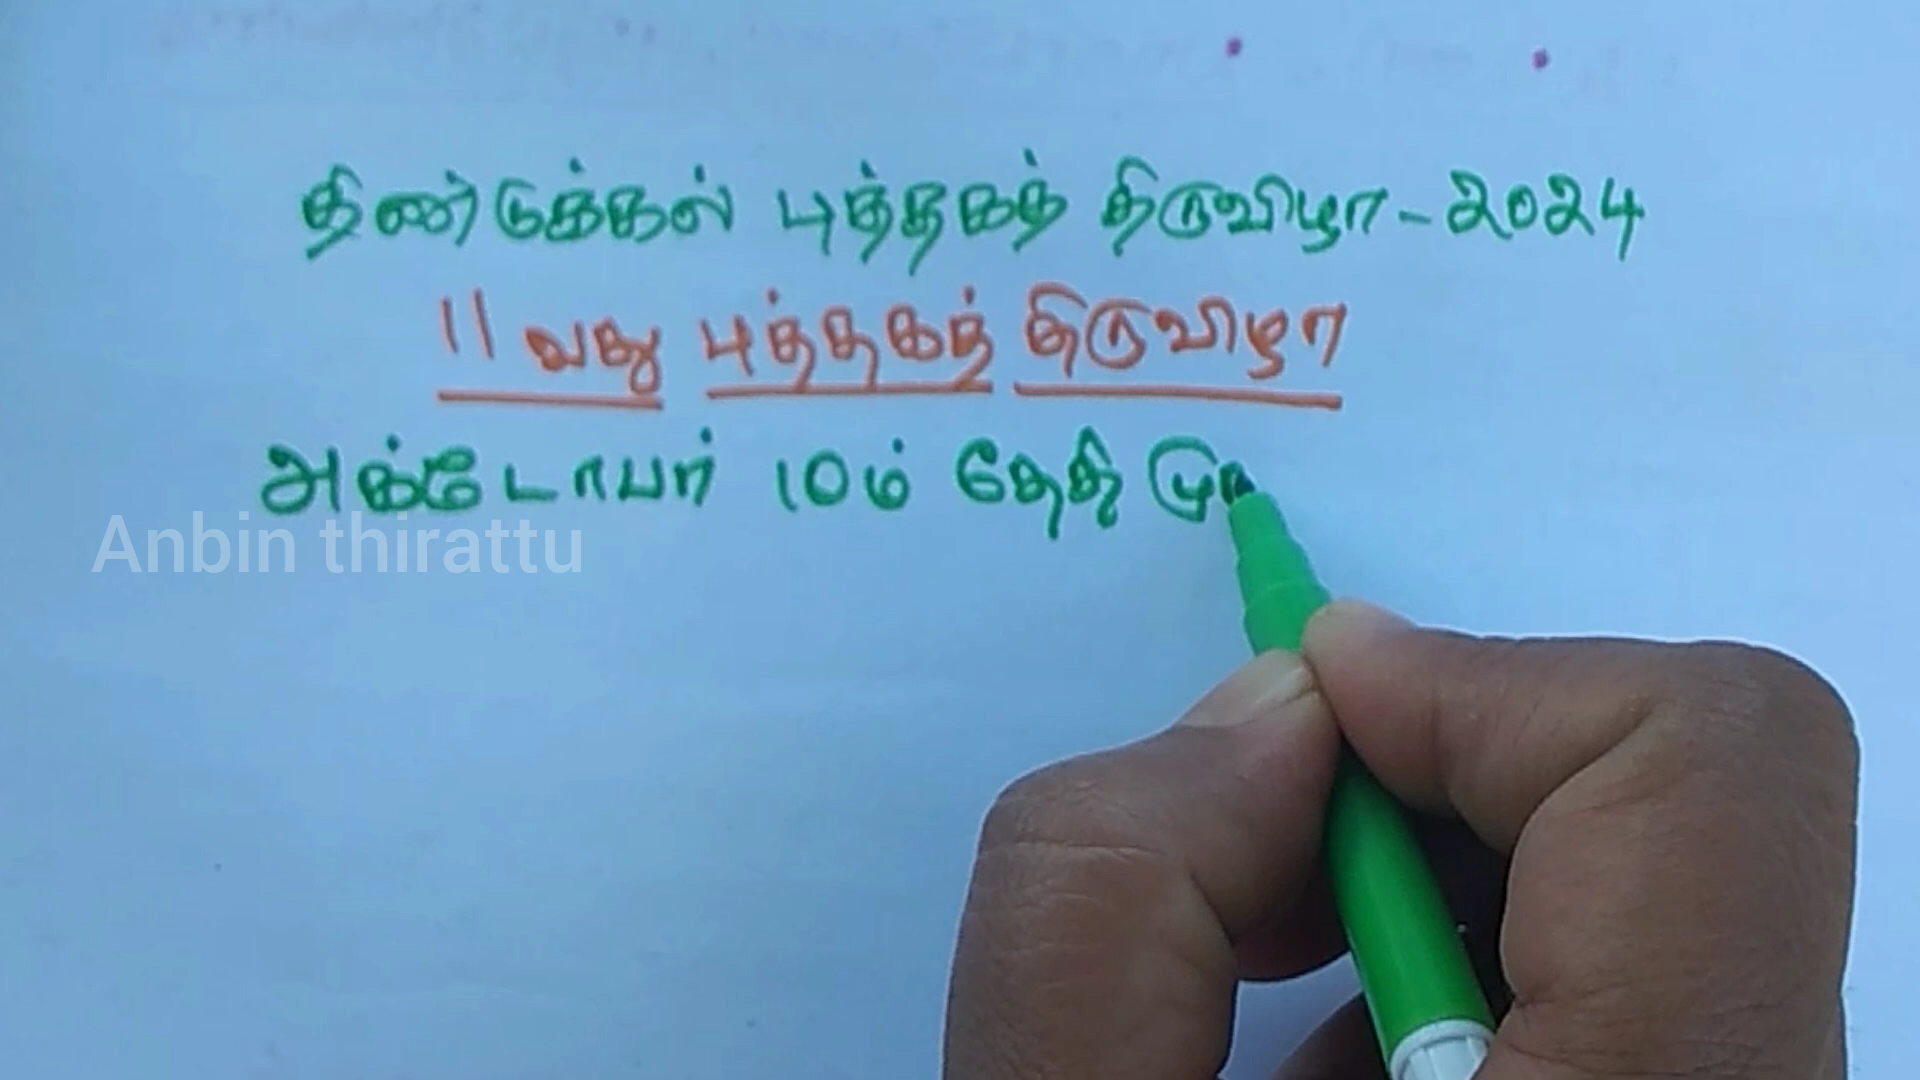 திண்டுக்கல் புத்தகத் திருவிழா - 2024
11 வது புத்தகத் திருவிழா
அக்டோபர் 10ம் தேதி மு
Anbin thirattu